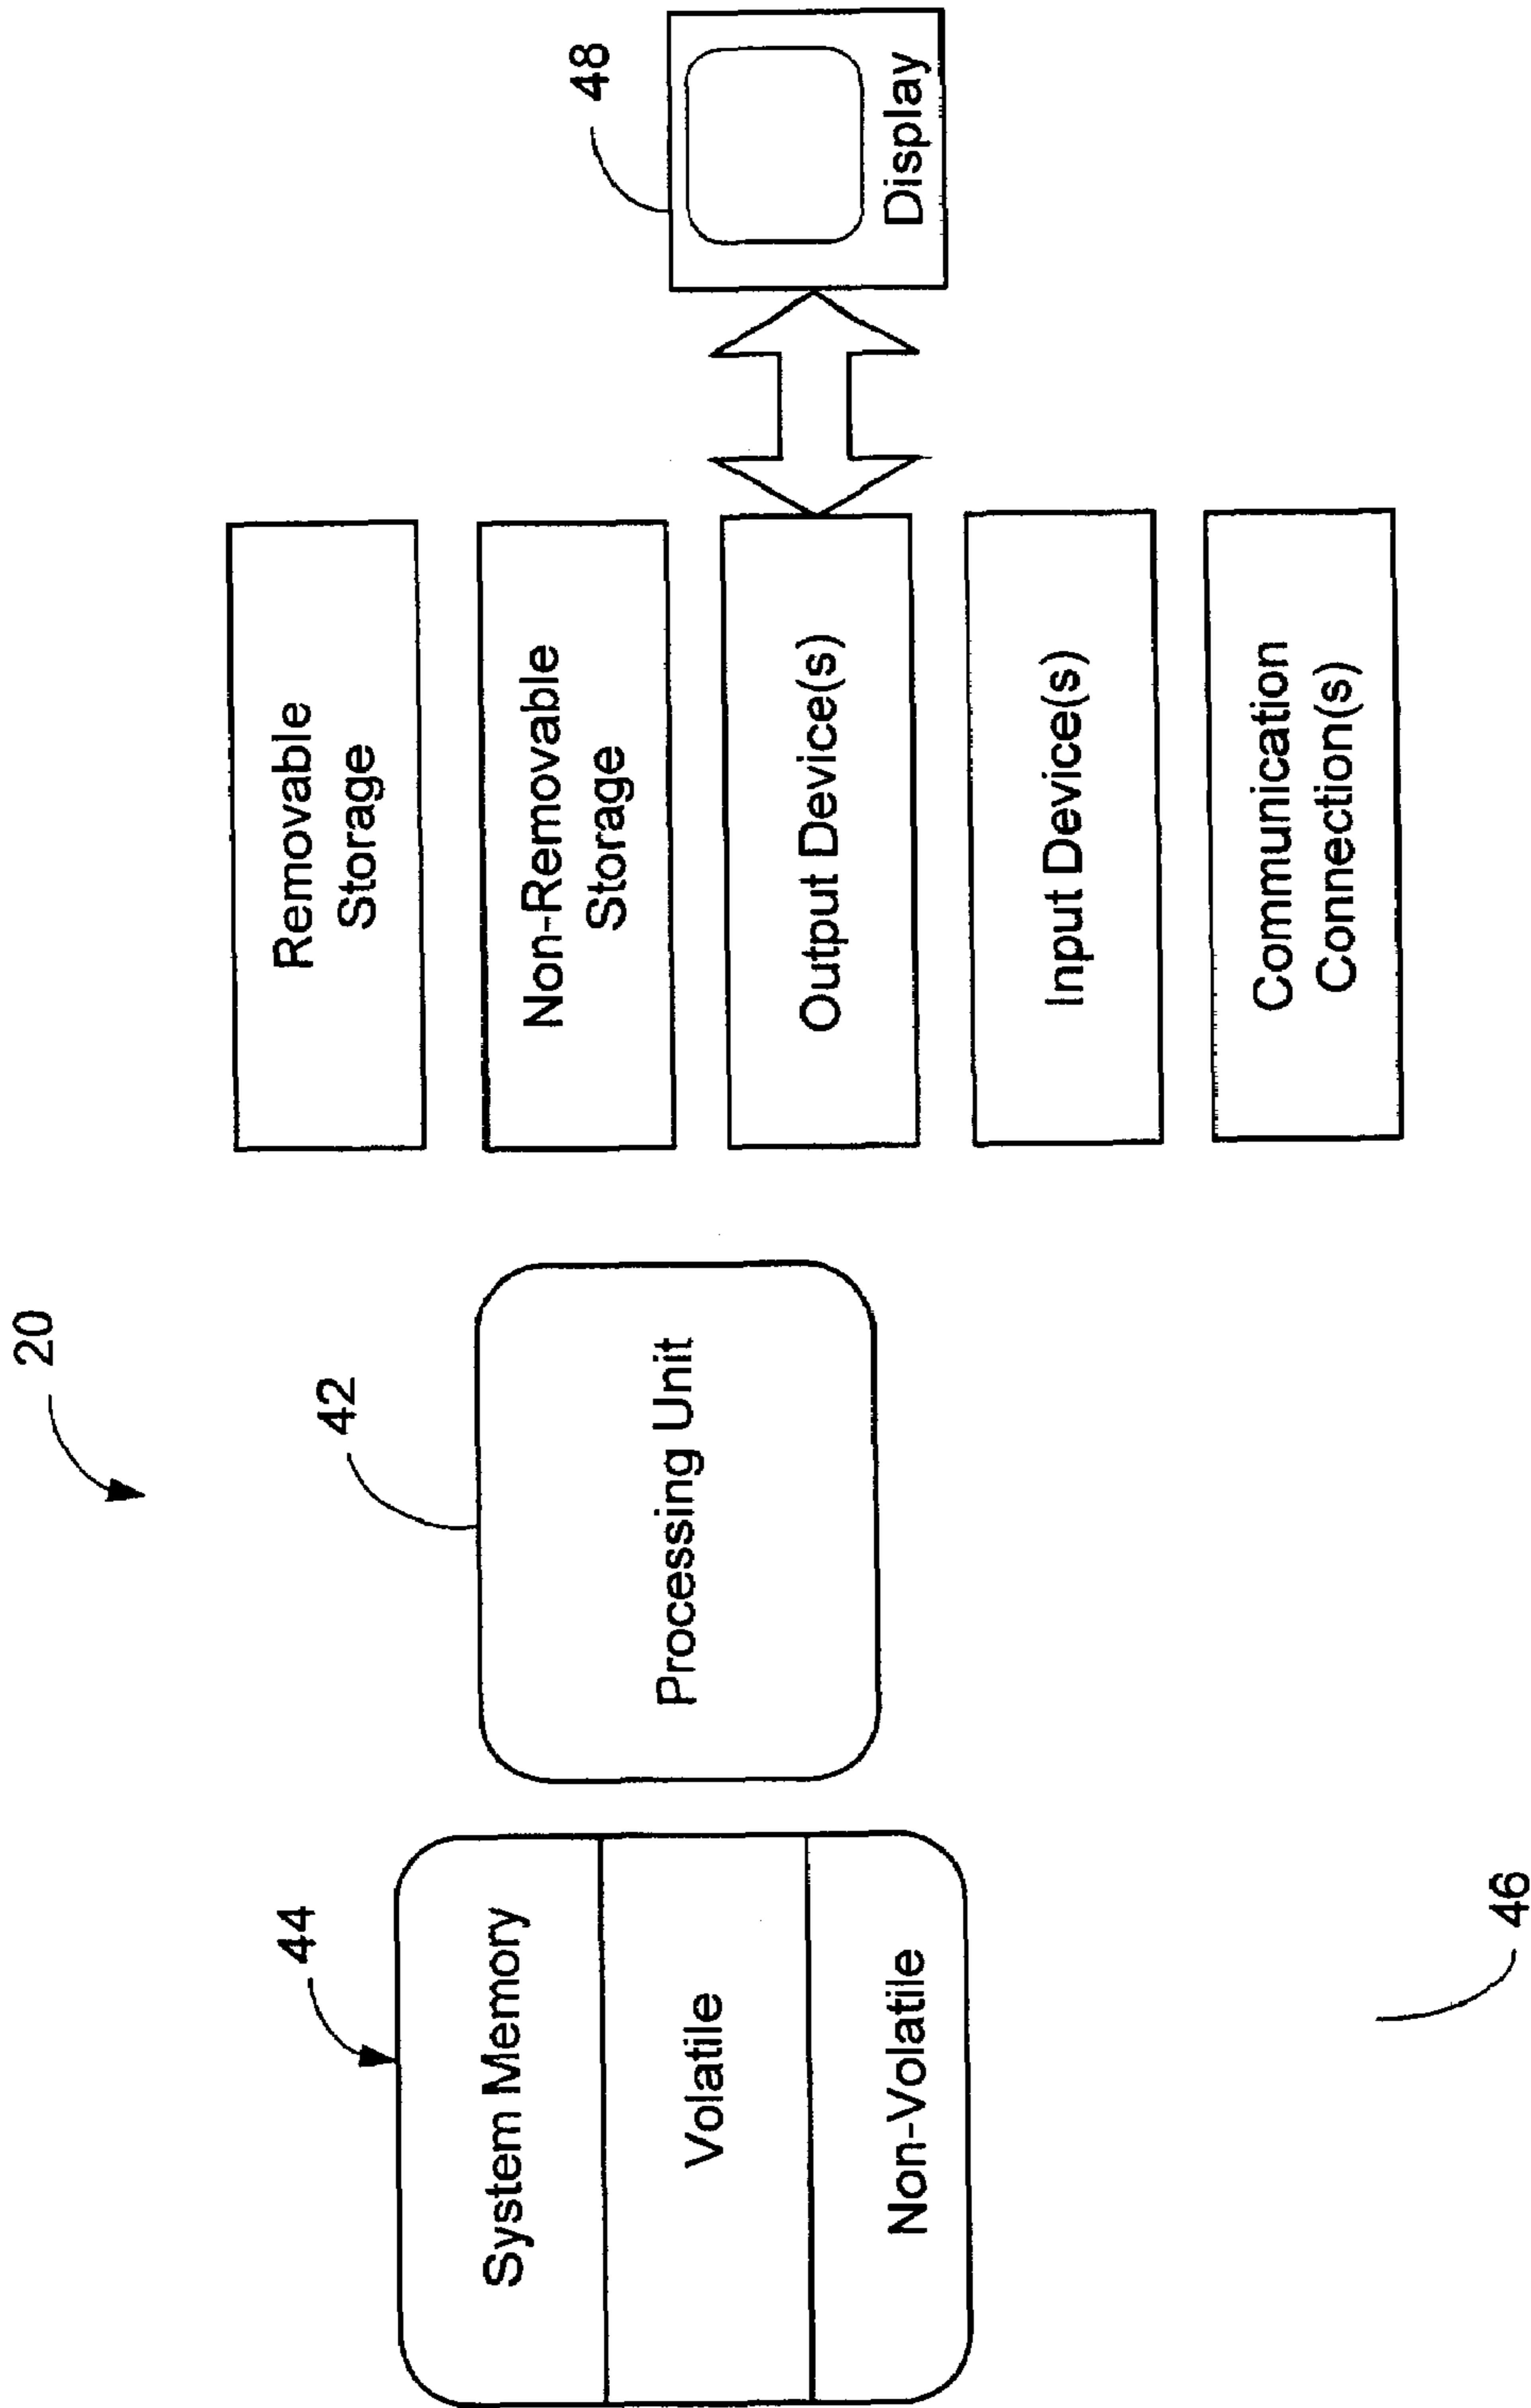 20
44
System Memory
Volatile
Non-Volatile
46
42
Processing Unit
Removable
Storage
Non-Removable
Storage
Output Device(s)
Input Device(s)
Communication
Connection(s)
48
Display